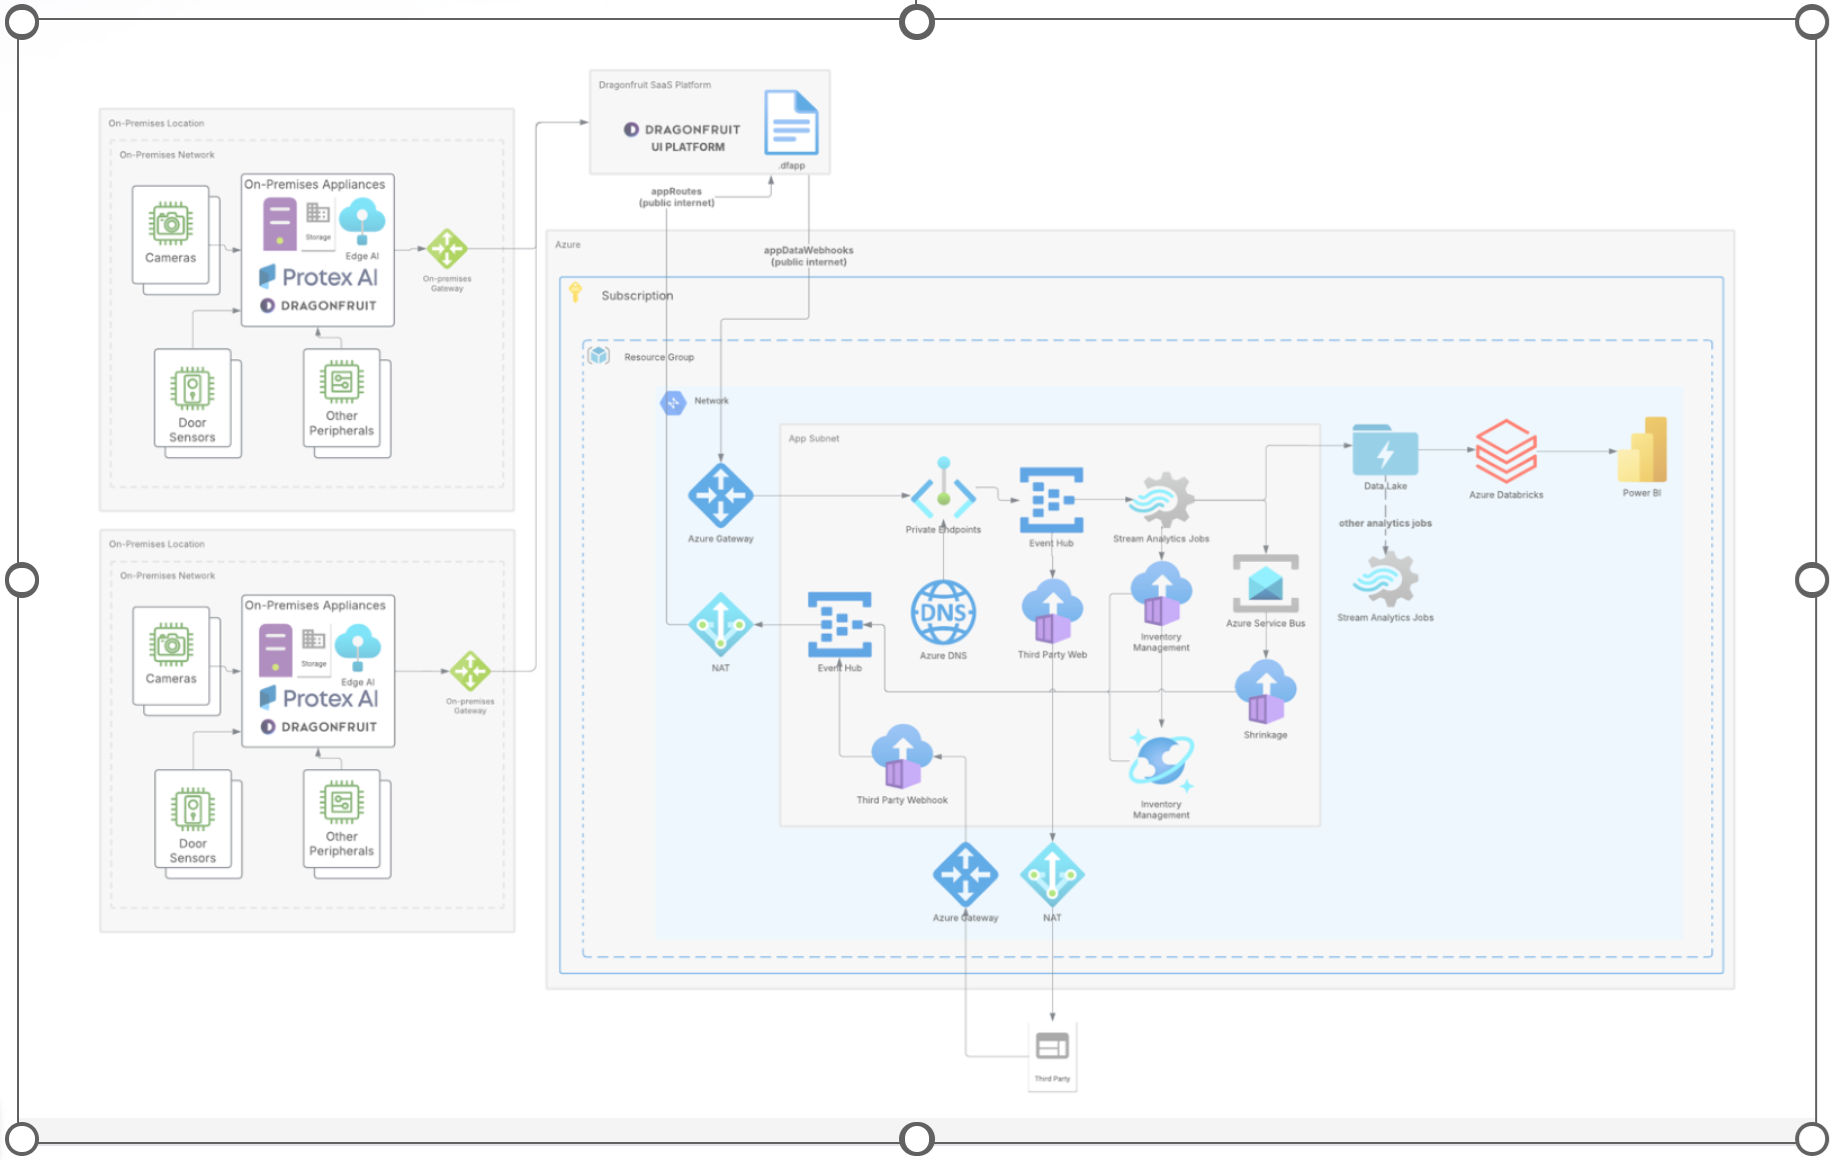 Dragonfruit SaaS Platform
DRAGONFRUIT
UI PLATFORM
.dfapp
On-Premises Location
On-Premises Network
On-Premises Appliances
Storage
Edge AI
Protex AI
DRAGONFRUIT
Cameras
Door
Sensors
Other
Peripherals
On-premises
Gateway
appRoutes
(public internet)
appDataWebhooks
(public internet)
Azure
Subscription
Resource Group
Network
App Subnet
Azure Gateway
Private Endpoints
Event Hub
Stream Analytics Jobs
Data Lake
Azure Databricks
Power BI
other analytics jobs
Stream Analytics Jobs
NAT
Event Hub
DNS
Azure DNS
Third Party Web
Inventory
Management
Azure Service Bus
Shrinkage
Third Party Webhook
Inventory
Management
Azure Gateway
NAT
Third Party
On-Premises Location
On-Premises Network
On-Premises Appliances
Storage
Edge AI
Protex AI
DRAGONFRUIT
Cameras
Door
Sensors
Other
Peripherals
On-premises
Gateway